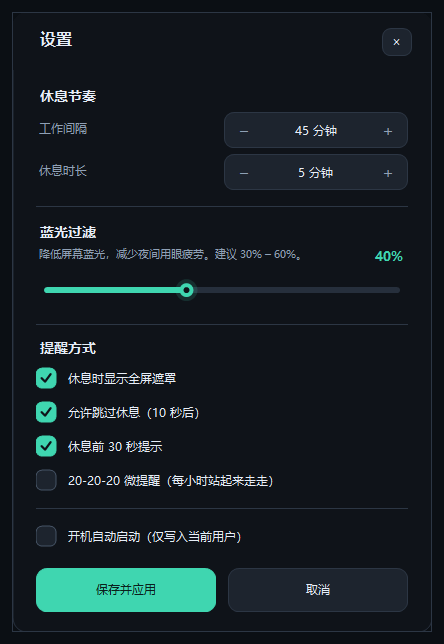 设置
×
休息节奏
工作间隔
− 45 分钟 +
休息时长
− 5 分钟 +
蓝光过滤
降低屏幕蓝光，减少夜间用眼疲劳。建议 30% – 60%。
40%
提醒方式
休息时显示全屏遮罩
允许跳过休息（10 秒后）
休息前 30 秒提示
20-20-20 微提醒（每小时站起来走走）
开机自动启动（仅写入当前用户）
保存并应用
取消